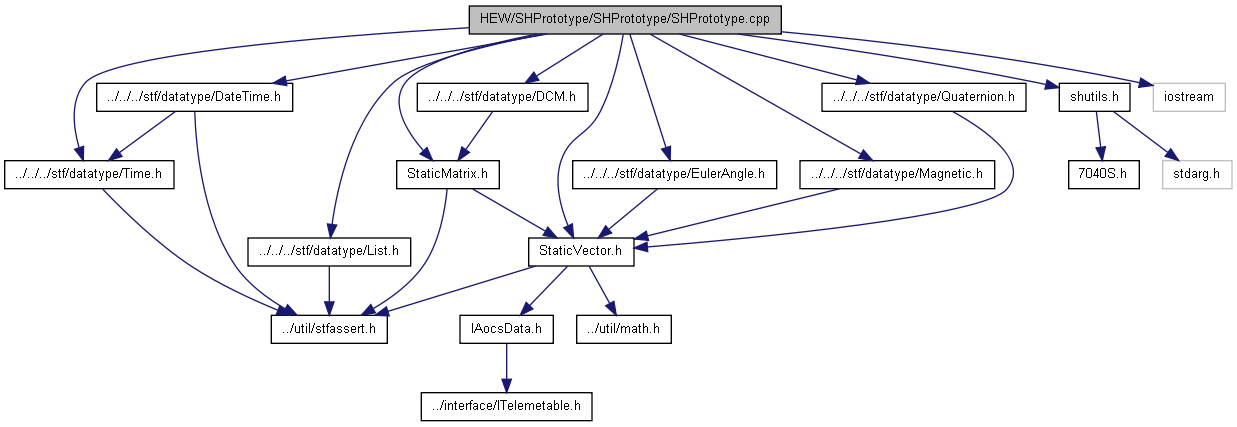 HEW/SHPrototype/SHPrototype/SHPrototype.cpp
../../../stf/datatype/DateTime.h
../../../stf/datatype/DCM.h
../../../stf/datatype/Quaternion.h
shutils.h
iostream
../../../stf/datatype/Time.h
StaticMatrix.h
../../../stf/datatype/EulerAngle.h
../../../stf/datatype/Magnetic.h
7040S.h
stdarg.h
../../../stf/datatype/List.h
StaticVector.h
../util/stfassert.h
IAocsData.h
../util/math.h
../interface/ITelemetable.h